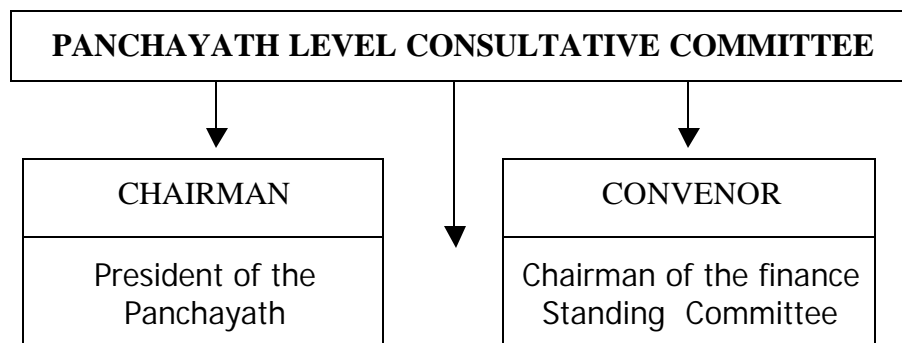 PANCHAYATH LEVEL CONSULTATIVE COMMITTEE
CHAIRMAN
President of the
Panchayath
CONVENOR
Chairman of the finance
Standing Committee